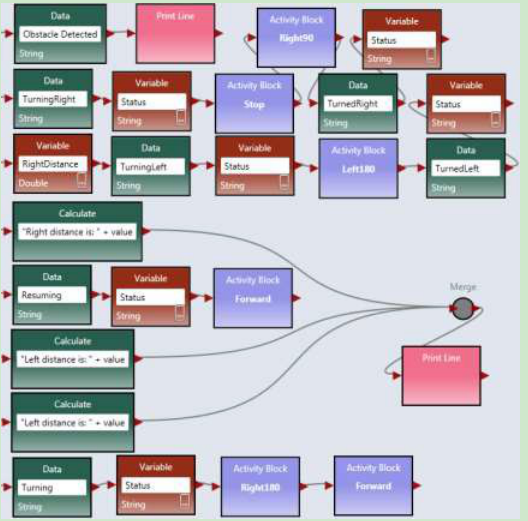 Data
Obstacle Detected
String
Print Line
Activity Block
Right90
Variable
Status
String
Data
TurningRight
String
Variable
Status
String
Activity Block
Stop
Data
TurnedRight
String
Variable
Status
String
Variable
RightDistance
Double
Data
TurningLeft
String
Variable
Status
String
Activity Block
Left180
Data
TurnedLeft
String
Calculate
"Right distance is: " + value
Data
Resuming
String
Variable
Status
String
Activity Block
Forward
Merge
Calculate
"Left distance is: " + value
Print Line
Calculate
"Left distance is: " + value
Data
Turning
String
Variable
Status
String
Activity Block
Right180
Activity Block
Forward